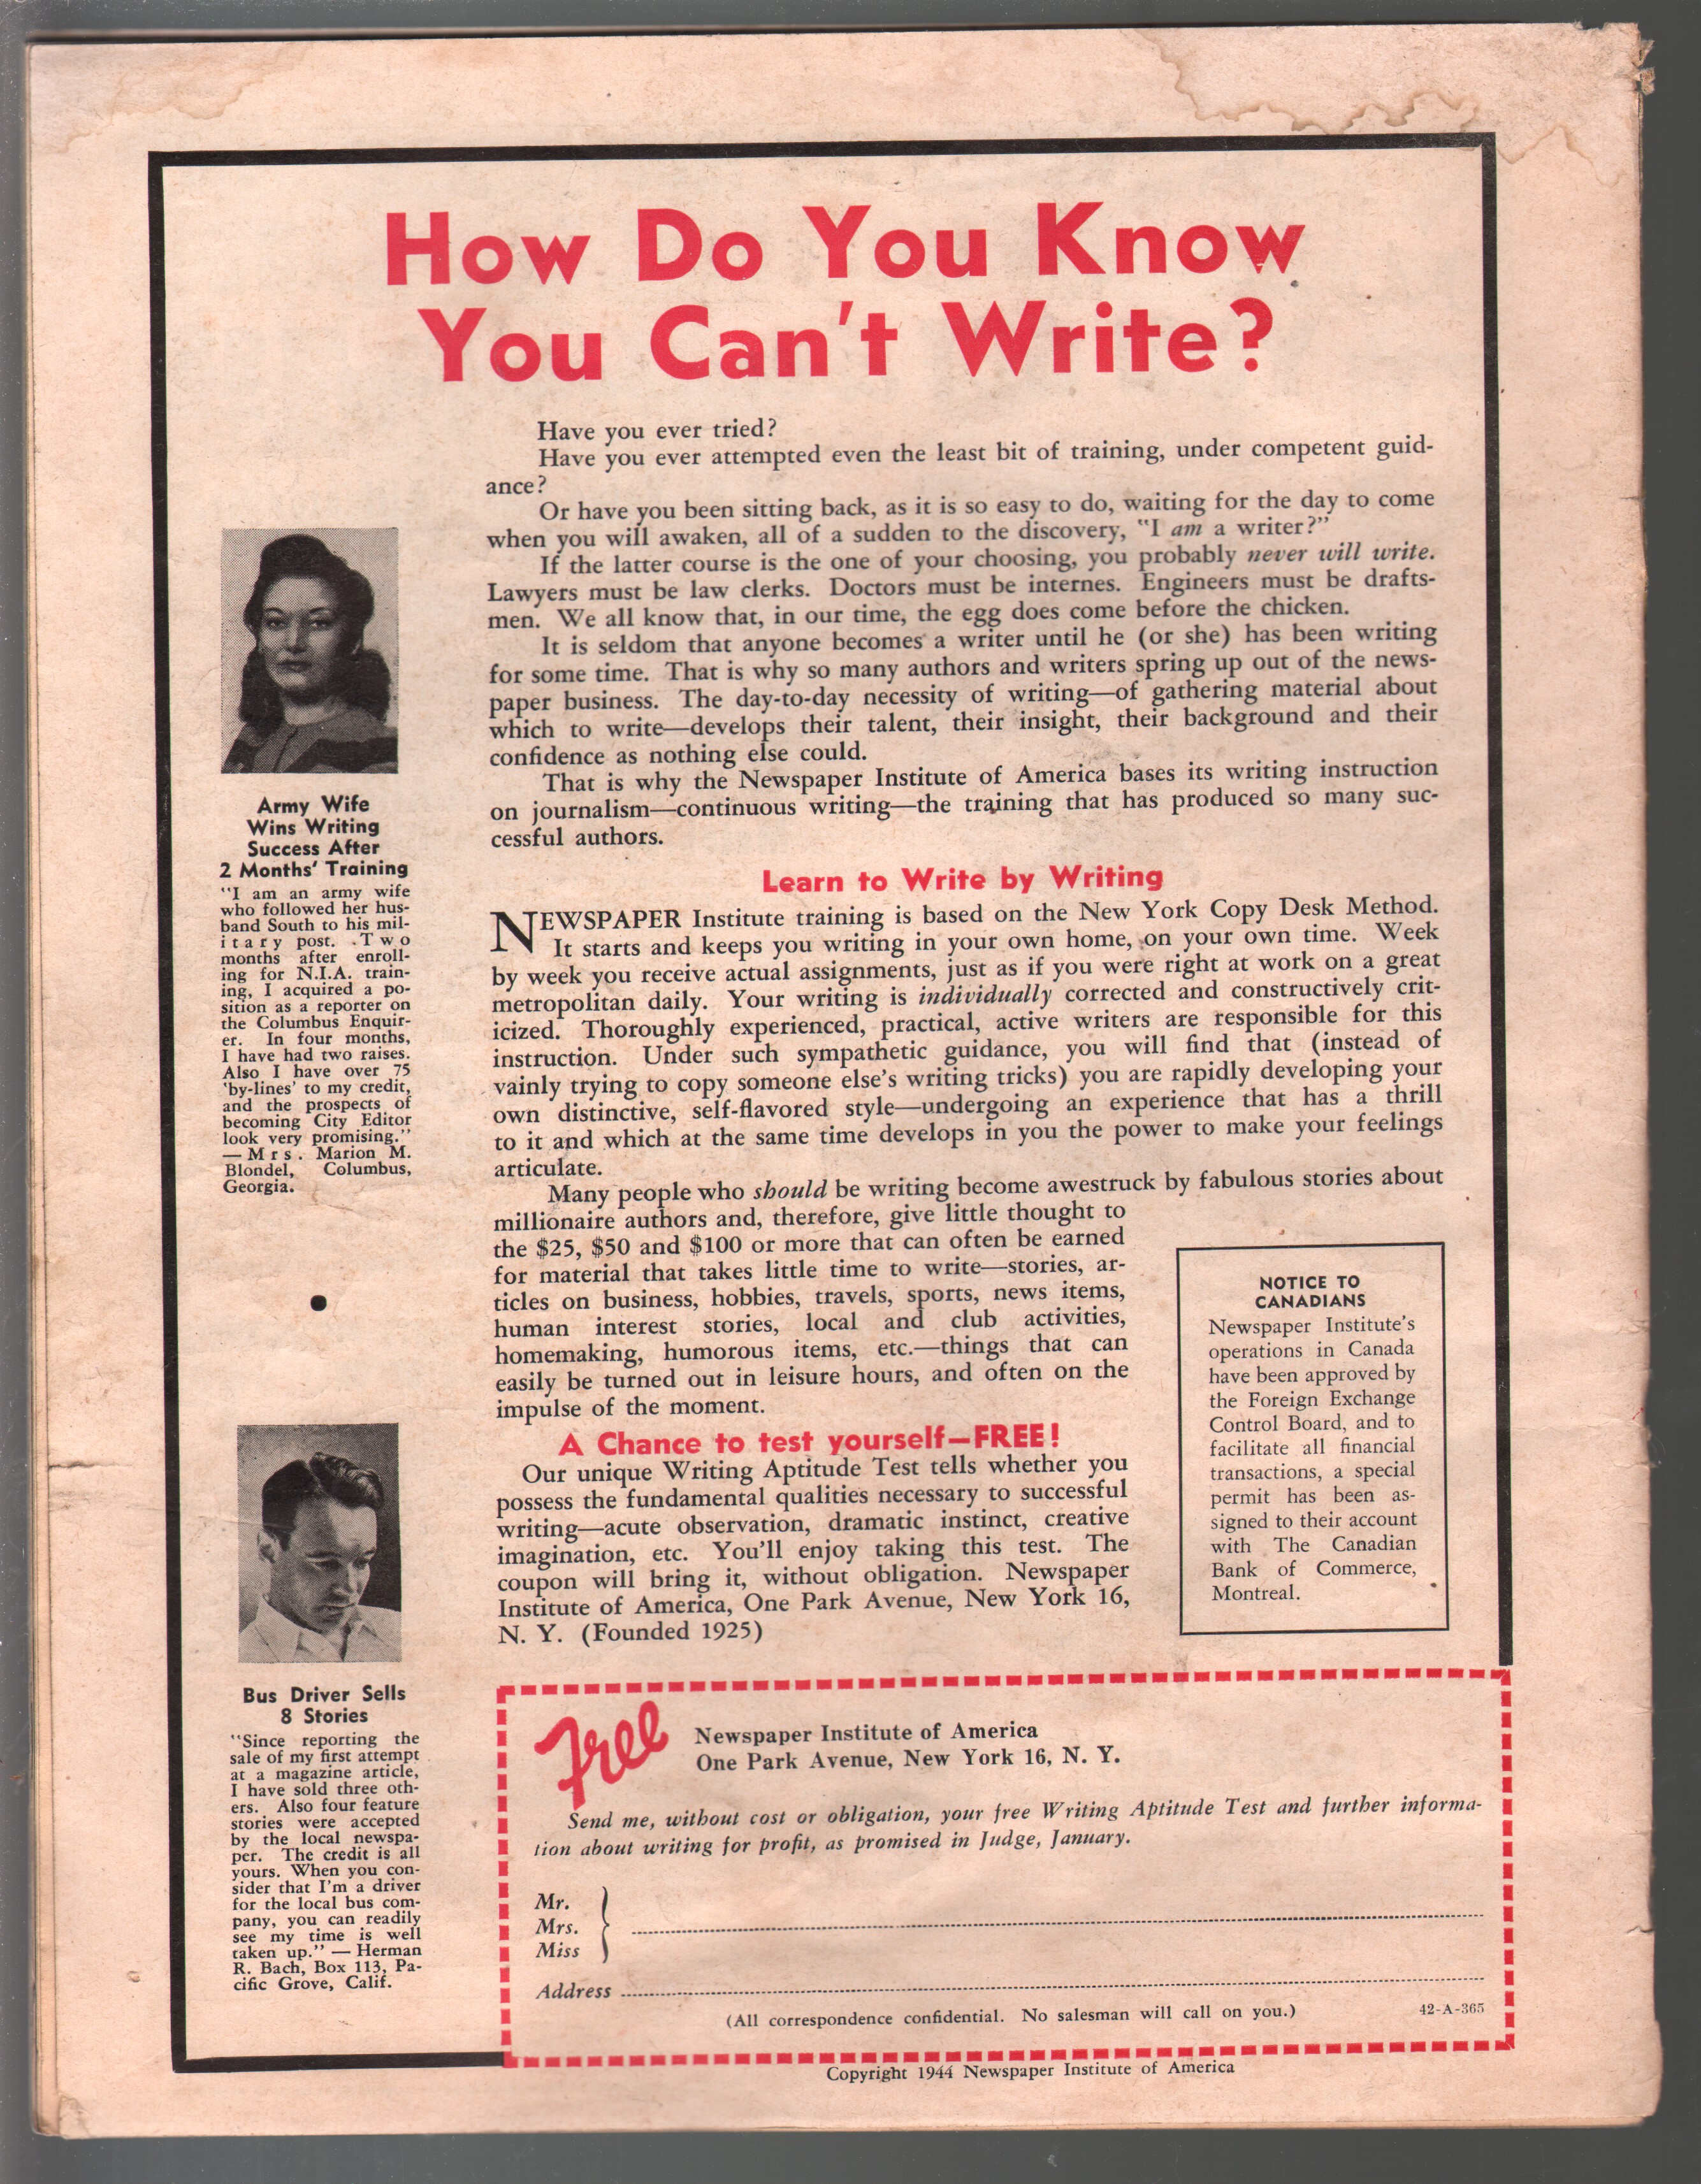 How Do You Know
You Can't Write?
Have you ever tried?
Have you ever attempted even the least bit of training, under competent guid-
ance?
Or have you been sitting back, as it is so easy to do, waiting for the day to come
when you will awaken, all of a sudden to the discovery, "I am a writer?"
If the latter course is the one of your choosing, you probably never will write.
Lawyers must be law clerks. Doctors must be internes. Engineers must be drafts-
men. We all know that, in our time, the egg does come before the chicken.
It is seldom that anyone becomes a writer until he (or she) has been writing
for some time. That is why so many authors and writers spring up out of the news-
paper business. The day-to-day necessity of writing—of gathering material about
which to write—develops their talent, their insight, their background and their
confidence as nothing else could.
That is why the Newspaper Institute of America bases its writing instruction
on journalism—continuous writing—the training that has produced so many suc-
cessful authors.
Learn to Write by Writing
NEWSPAPER Institute training is based on the New York Copy Desk Method.
It starts and keeps you writing in your own home, on your own time. Week
by week you receive actual assignments, just as if you were right at work on a great
metropolitan daily. Your writing is individually corrected and constructively crit-
icized. Thoroughly experienced, practical, active writers are responsible for this
instruction. Under such sympathetic guidance, you will find that (instead of
vainly trying to copy someone else's writing tricks) you are rapidly developing your
own distinctive, self-flavored style—undergoing an experience that has a thrill
to it and which at the same time develops in you the power to make your feelings
articulate.
Many people who should be writing become awestruck by fabulous stories about
millionaire authors and, therefore, give little thought to
the $25, $50 and $100 or more that can often be earned
for material that takes little time to write—stories, ar-
ticles on business, hobbies, travels, sports, news items,
human interest stories, local and club activities,
homemaking, humorous items, etc.—things that can
easily be turned out in leisure hours, and often on the
impulse of the moment.
A Chance to test yourself—FREE!
Our unique Writing Aptitude Test tells whether you
possess the fundamental qualities necessary to successful
writing—acute observation, dramatic instinct, creative
imagination, etc. You'll enjoy taking this test. The
coupon will bring it, without obligation. Newspaper
Institute of America, One Park Avenue, New York 16,
N. Y. (Founded 1925)
NOTICE TO
CANADIANS
Newspaper Institute's
operations in Canada
have been approved by
the Foreign Exchange
Control Board, and to
facilitate all financial
transactions, a special
permit has been as-
signed to their account
with The Canadian
Bank of Commerce,
Montreal.
Army Wife
Wins Writing
Success After
2 Months' Training
"I am an army wife
who followed her hus-
band South to his mil-
itary post. Two
months after enroll-
ing for N.I.A. train-
ing, I acquired a po-
sition as a reporter on
the Columbus Enquir-
er. In four months,
I have had two raises.
Also I have over 75
'by-lines' to my credit,
and the prospects of
becoming City Editor
look very promising."
—Mrs. Marion M.
Blondel, Columbus,
Georgia.
Bus Driver Sells
8 Stories
"Since reporting the
sale of my first attempt
at a magazine article,
I have sold three oth-
ers. Also four feature
stories were accepted
by the local newspa-
per. The credit is all
yours. When you con-
sider that I'm a driver
for the local bus com-
pany, you can readily
see my time is well
taken up." — Herman
R. Bach, Box 113, Pa-
cific Grove, Calif.
Free
Newspaper Institute of America
One Park Avenue, New York 16, N. Y.
Send me, without cost or obligation, your free Writing Aptitude Test and further informa-
tion about writing for profit, as promised in Judge, January.
Mr.
Mrs.
Miss
Address
(All correspondence confidential. No salesman will call on you.)
42-A-365
Copyright 1944 Newspaper Institute of America